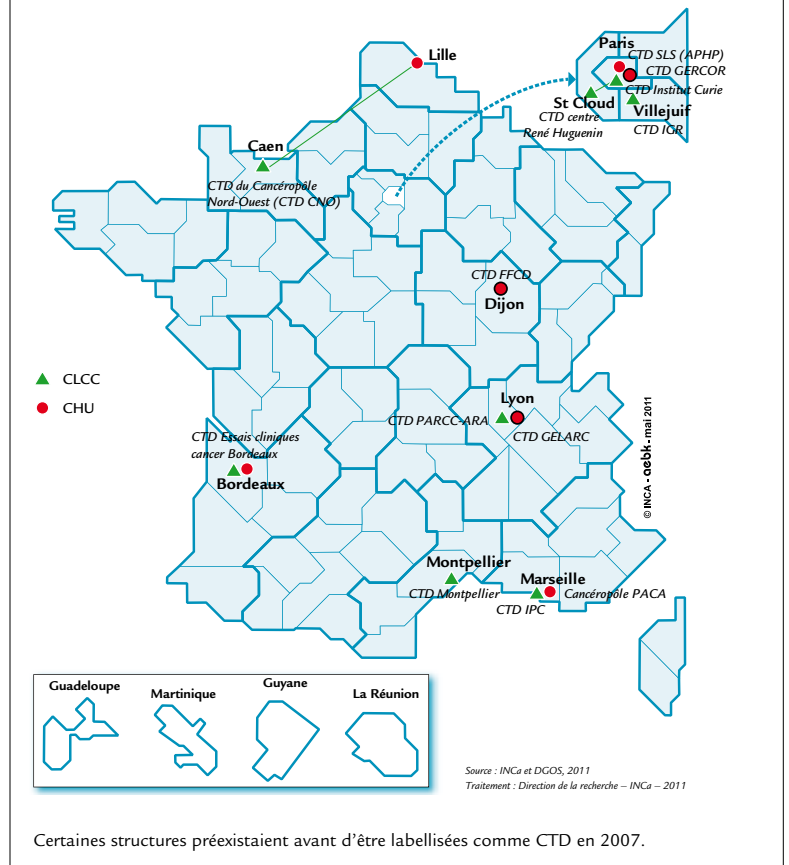 Lille
Paris
CTD SLS (APHP)
CTD GERCOR
CTD Institut Curie
St Cloud
Villejuif
CTD centre
René Huguenin
CTD IGR
Caen
CTD du Cancéropôle
Nord-Ouest (CTD CNO)
CTD FFCD
Dijon
CLCC
CHU
Lyon
CTD PARCC-ARA
CTD GELARC
© INCA - aebk - mai 2011
CTD Essais cliniques
cancer Bordeaux
Bordeaux
Montpellier
CTD Montpellier
Marseille
Cancéropôle PACA
CTD IPC
Guadeloupe
Martinique
Guyane
La Réunion
Source : INCa et DGOS, 2011
Traitement : Direction de la recherche – INCa – 2011
Certaines structures préexistaient avant d’être labellisées comme CTD en 2007.